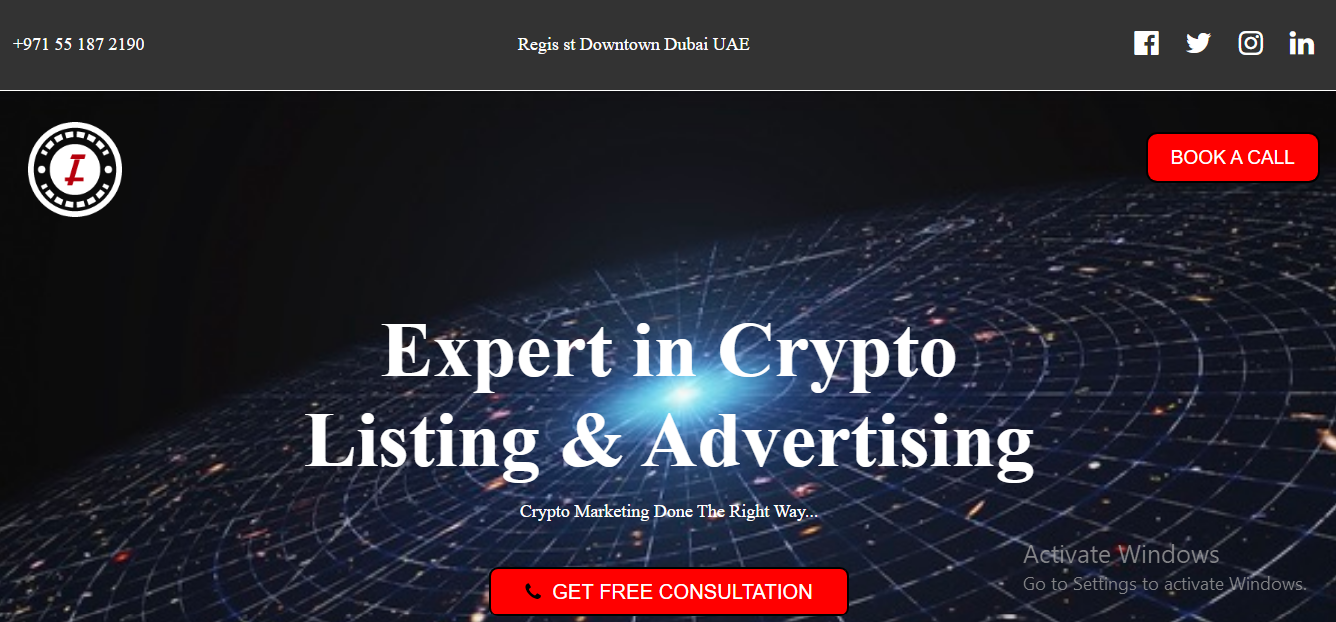 +971 55 187 2190
Regis st Downtown Dubai UAE
BOOK A CALL
Expert in Crypto
Listing & Advertising
Crypto Marketing Done The Right Way...
GET FREE CONSULTATION
Activate Windows
Go to Settings to activate Windows.